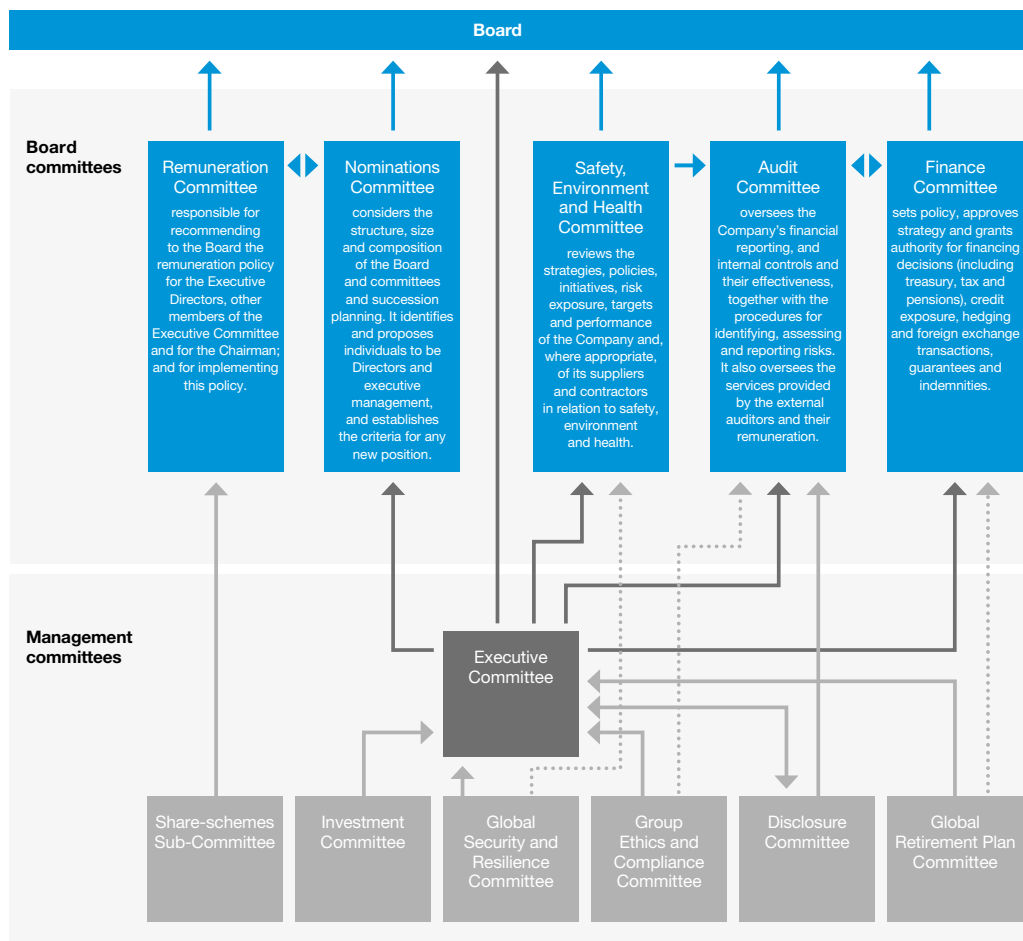 Board
Board
committees
Remuneration
Committee
responsible for
recommending
to the Board the
remuneration policy
for the Executive
Directors, other
members of the
Executive Committee
and for the Chairman;
and for implementing
this policy.
Nominations
Committee
considers the
structure, size
and composition
of the Board
and committees
and succession
planning. It identifies
and proposes
individuals to be
Directors and
executive
management,
and establishes
the criteria for any
new position.
Safety,
Environment
and Health
Committee
reviews the
strategies, policies,
initiatives, risk
exposure, targets
and performance
of the Company and,
where appropriate,
of its suppliers
and contractors
in relation to safety,
environment
and health.
Audit
Committee
oversees the
Company's financial
reporting, and
internal controls and
their effectiveness,
together with the
procedures for
identifying, assessing
and reporting risks.
It also oversees the
services provided
by the external
auditors and their
remuneration.
Finance
Committee
sets policy, approves
strategy and grants
authority for financing
decisions (including
treasury, tax and
pensions), credit
exposure, hedging
and foreign exchange
transactions,
guarantees and
indemnities.
Management
committees
Executive
Committee
Share-schemes
Sub-Committee
Investment
Committee
Global
Security and
Resilience
Committee
Group
Ethics and
Compliance
Committee
Disclosure
Committee
Global
Retirement Plan
Committee